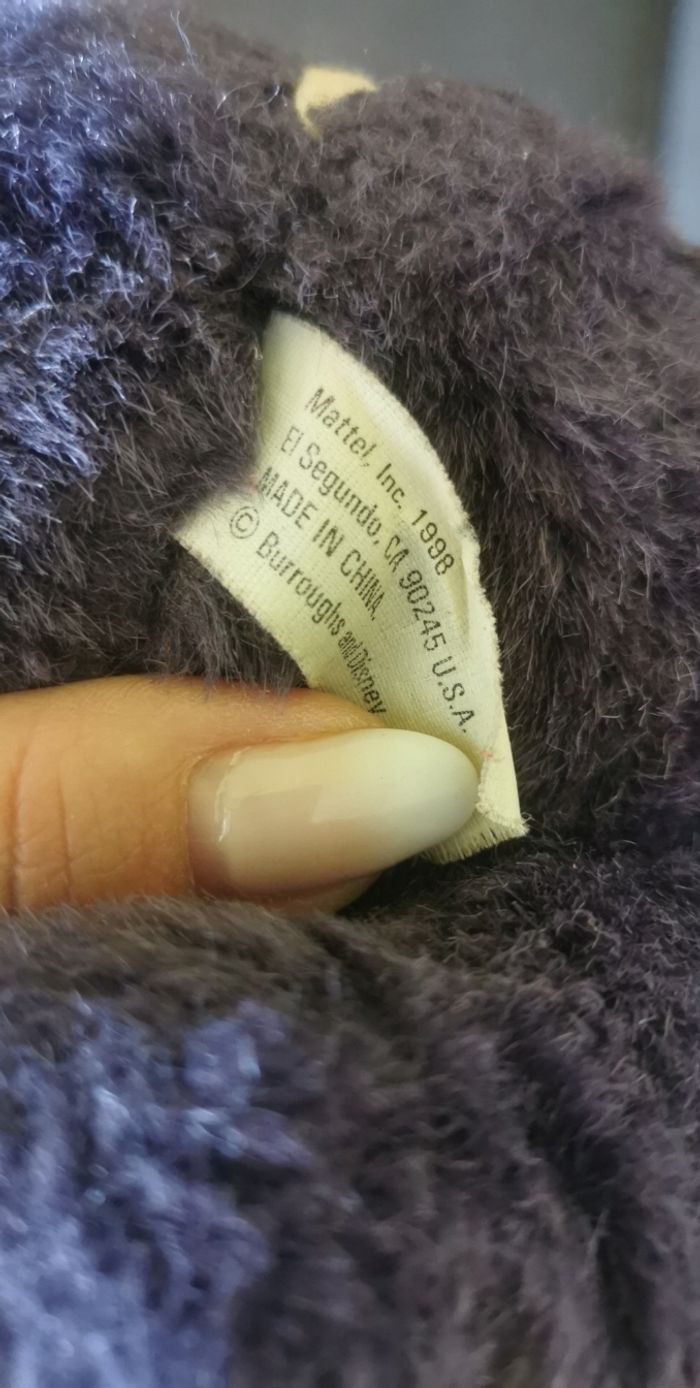 Mattel, Inc. 1998
El Segundo, CA 90245 U.S.A.
MADE IN CHINA.
© Burroughs and Disney